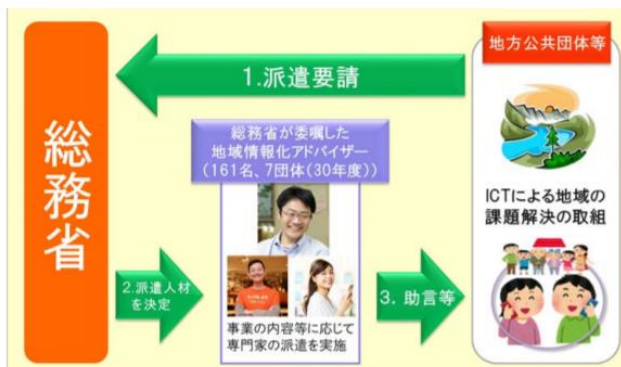 総務省
1.派遣要請
地方公共団体等
総務省が委嘱した
地域情報化アドバイザー
(161名、7団体(30年度))
ICTによる地域の
課題解決の取組
2.派遣人材
を決定
3. 助言等
事業の内容等に応じて
専門家の派遣を実施